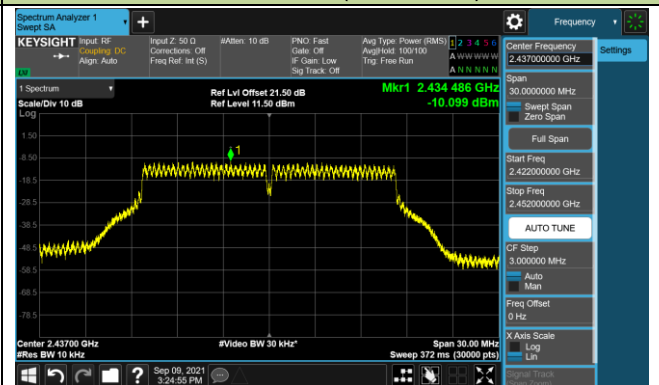 Spectrum Analyzer 1
Swept SA
Frequency
KEYSIGHT
Input: RF
Coupling: DC
Align: Auto
Input Z: 50 Ω
Corrections: Off
Freq Ref: Int (S)
#Atten: 10 dB
PNO: Fast
Gate: Off
IF Gain: Low
Sig Track: Off
Avg Type: Power (RMS)
Avg|Hold: 100/100
Trig: Free Run
1 2 3 4 5 6
A W W W W W
A N N N N N
LW
1 Spectrum
Scale/Div 10 dB
Log
Ref Lvl Offset 21.50 dB
Ref Level 11.50 dBm
Mkr1 2.434 486 GHz
-10.099 dBm
1
1.50
-8.50
-18.5
-28.5
-38.5
-48.5
-58.5
-68.5
-78.5
Center 2.43700 GHz
#Res BW 10 kHz
#Video BW 30 kHz*
Span 30.00 MHz
Sweep 372 ms (30000 pts)
Center Frequency
2.437000000 GHz
Settings
Span
30.0000000 MHz
Swept Span
Zero Span
Full Span
Start Freq
2.422000000 GHz
Stop Freq
2.452000000 GHz
AUTO TUNE
CF Step
3.000000 MHz
Auto
Man
Freq Offset
0 Hz
X Axis Scale
Log
Lin
Signal Track
Sep 09, 2021
3:24:55 PM